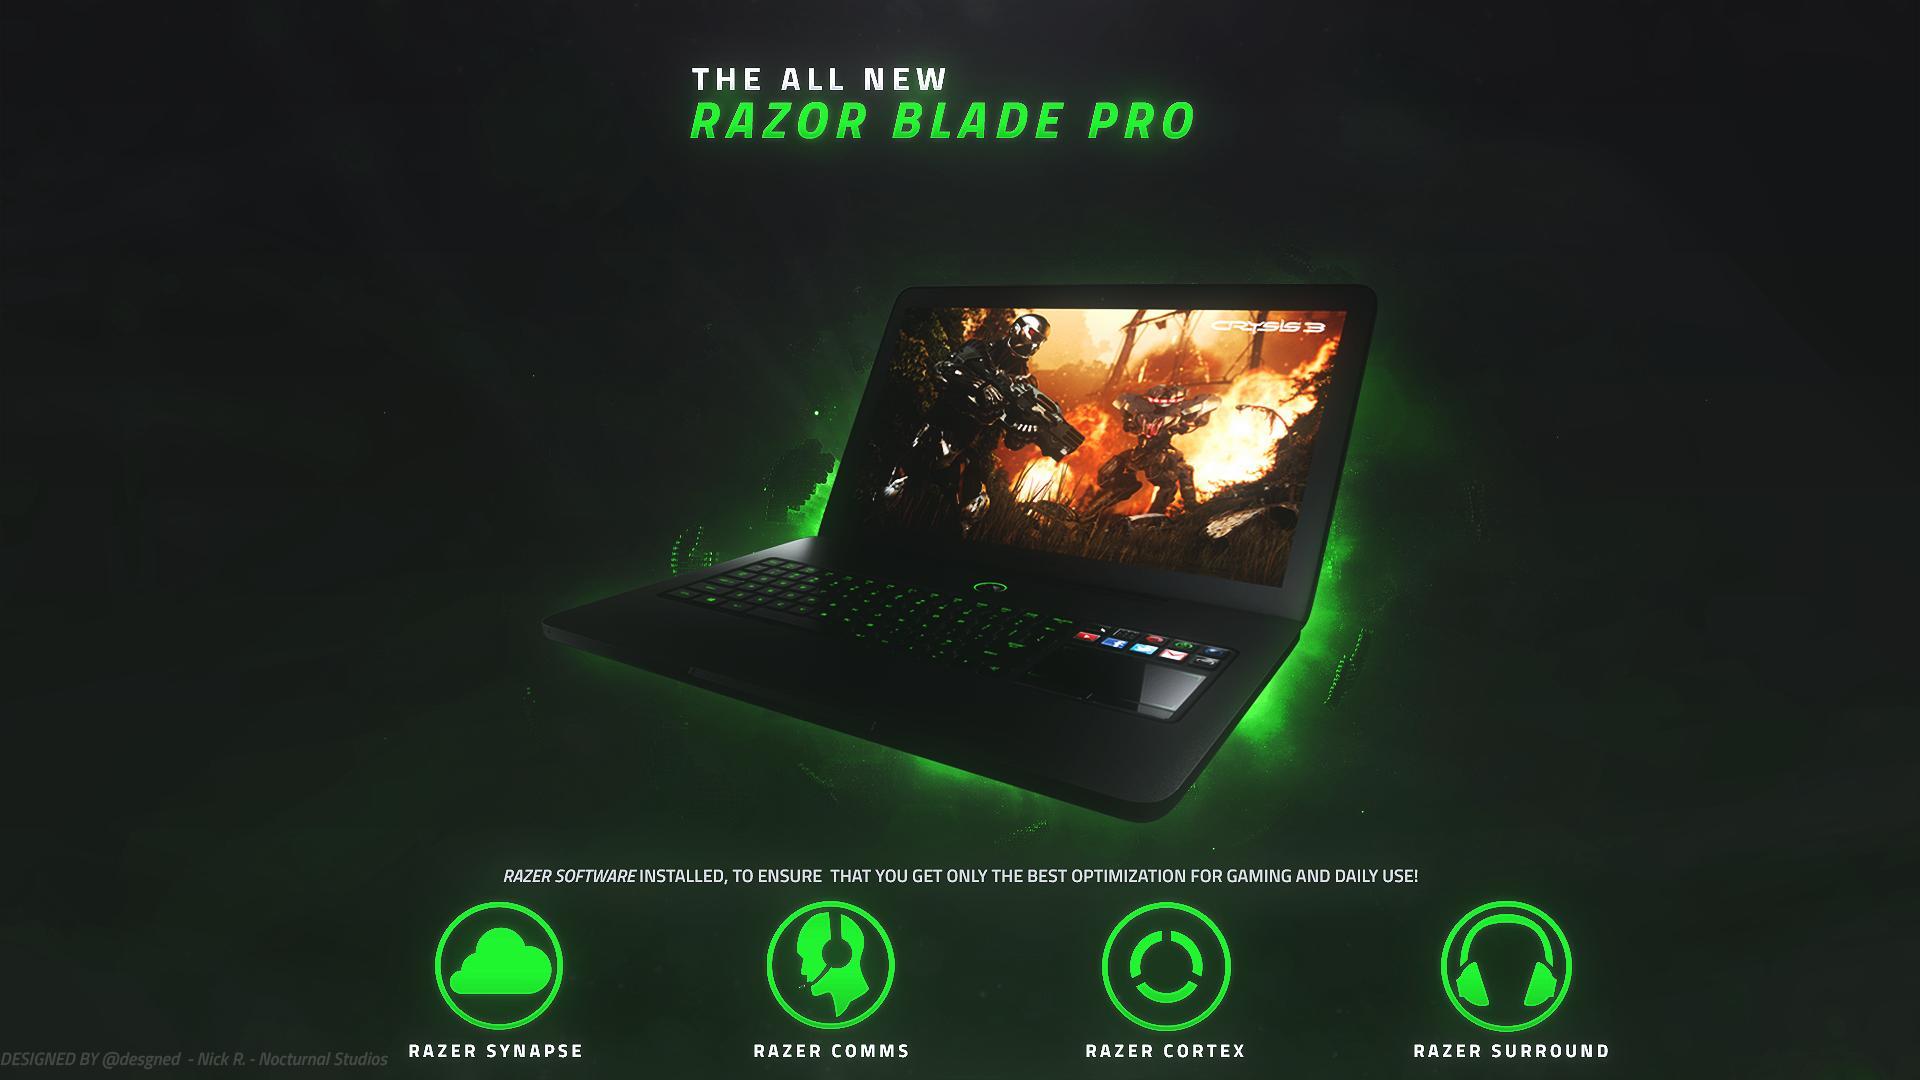 THE ALL NEW
RAZOR BLADE PRO
CRYSIS 3
RAZER SOFTWARE INSTALLED, TO ENSURE THAT YOU GET ONLY THE BEST OPTIMIZATION FOR GAMING AND DAILY USE!
RAZER SYNAPSE
RAZER COMMS
RAZER CORTEX
RAZER SURROUND
DESIGNED BY @desgned - Nick R. - Nocturnal Studios